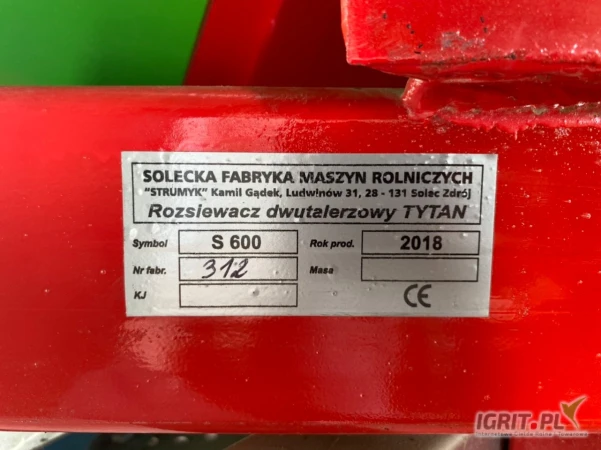 SOLECKA FABRYKA MASZYN ROLNICZYCH
"STRUMYK" Kamil Gądek, Ludwinów 31, 28 - 131 Solec Zdrój
Rozsiewacz dwutalerzowy TYTAN
Symbol S 600 Rok prod. 2018
Nr fabr. 312 Masa
KJ CE
IGRIT.PL